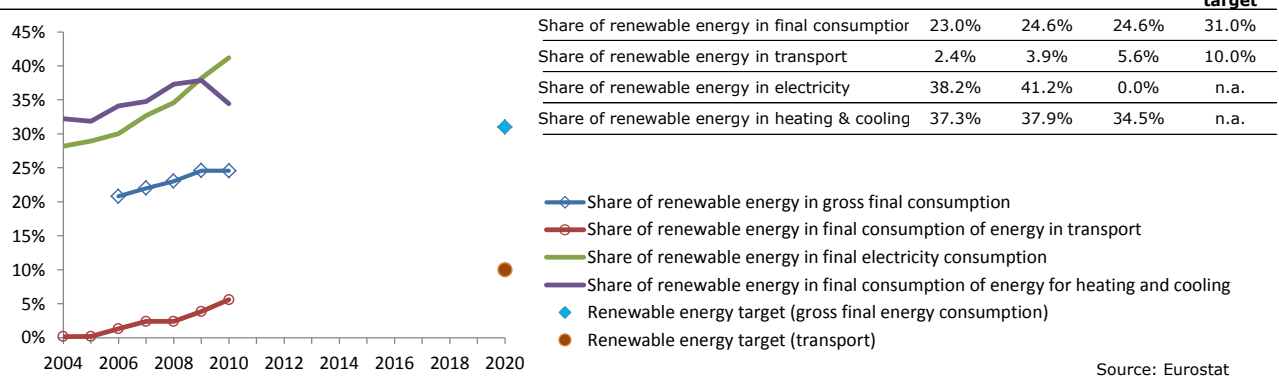 target
Share of renewable energy in final consumption 23.0% 24.6% 24.6% 31.0%
Share of renewable energy in transport 2.4% 3.9% 5.6% 10.0%
Share of renewable energy in electricity 38.2% 41.2% 0.0% n.a.
Share of renewable energy in heating & cooling 37.3% 37.9% 34.5% n.a.
45%
40%
35%
30%
25%
20%
15%
10%
5%
0%
2004 2006 2008 2010 2012 2014 2016 2018 2020
Share of renewable energy in gross final consumption
Share of renewable energy in final consumption of energy in transport
Share of renewable energy in final electricity consumption
Share of renewable energy in final consumption of energy for heating and cooling
Renewable energy target (gross final energy consumption)
Renewable energy target (transport)
Source: Eurostat